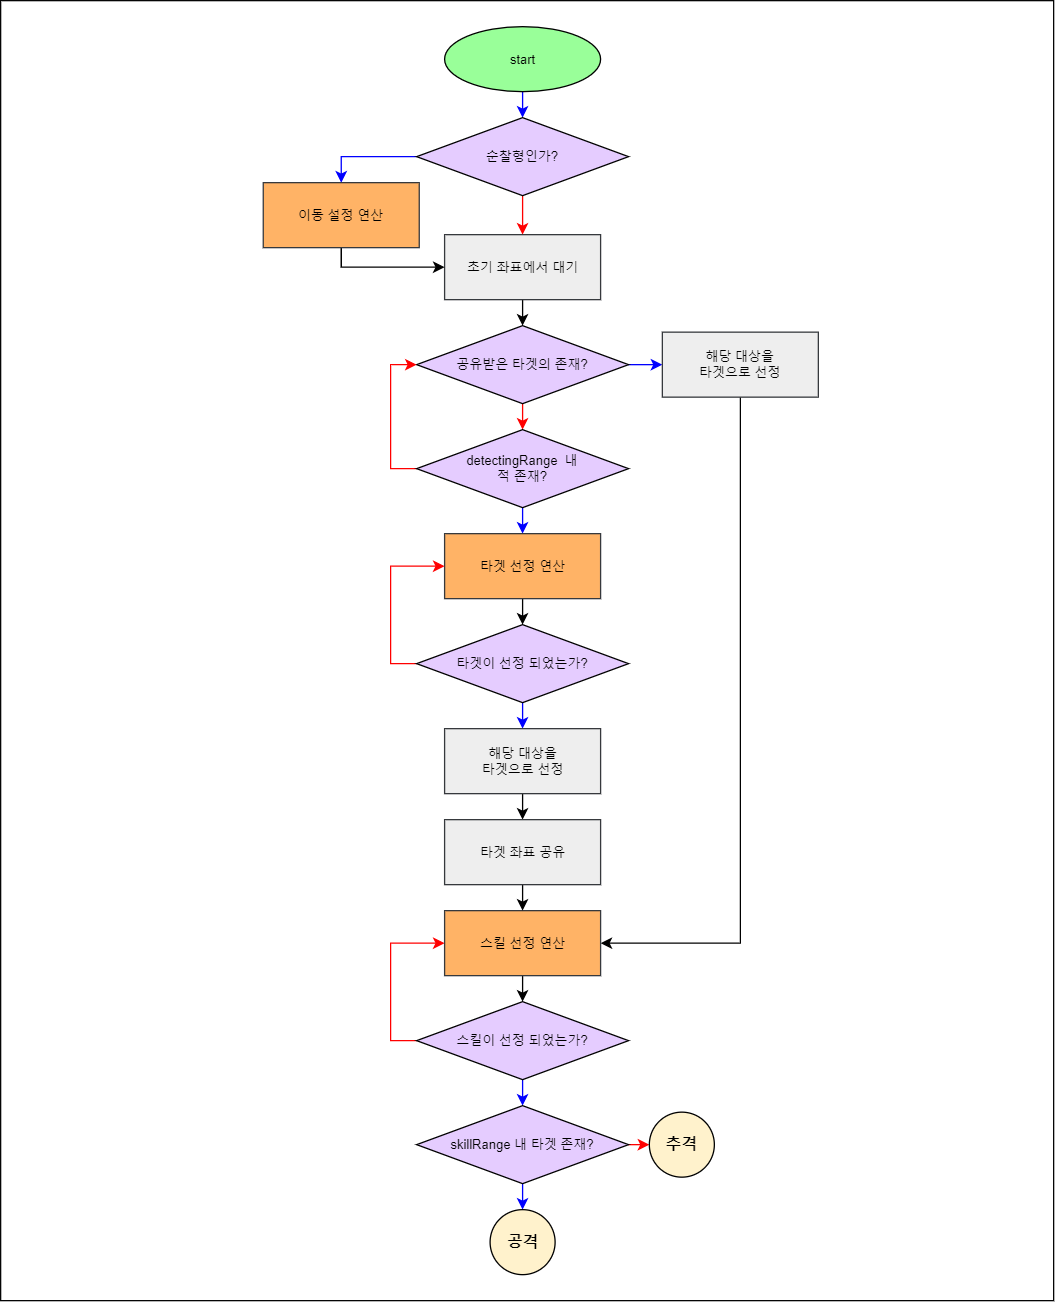 start
순찰형인가?
이동 설정 연산
초기 좌표에서 대기
공유받은 타겟의 존재?
해당 대상을
타겟으로 선정
detectingRange 내
적 존재?
타겟 선정 연산
타겟이 선정 되었는가?
해당 대상을
타겟으로 선정
타겟 좌표 공유
스킬 선정 연산
스킬이 선정 되었는가?
skillRange 내 타겟 존재?
추격
공격